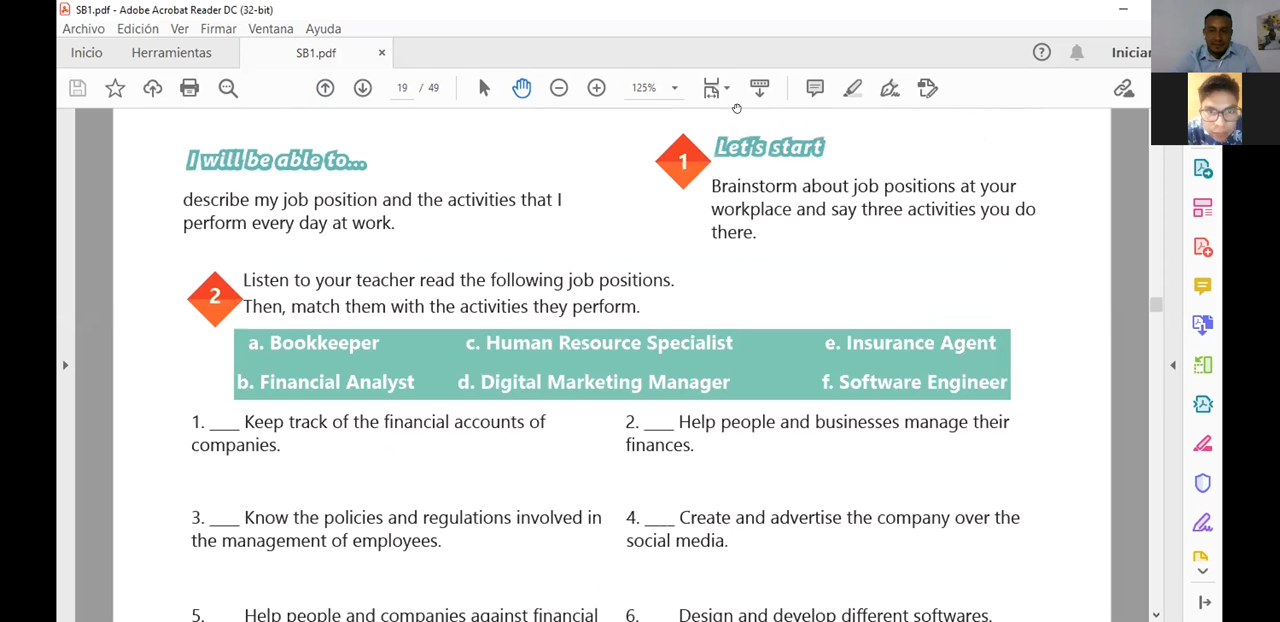 SB1.pdf - Adobe Acrobat Reader DC (32-bit)
Archivo Edición Ver Firmar Ventana Ayuda
Inicio Herramientas SB1.pdf × Iniciar
19 / 49 125%
I will be able to...
describe my job position and the activities that I
perform every day at work.
1 Let's start
Brainstorm about job positions at your
workplace and say three activities you do
there.
2 Listen to your teacher read the following job positions.
Then, match them with the activities they perform.
a. Bookkeeper c. Human Resource Specialist e. Insurance Agent
b. Financial Analyst d. Digital Marketing Manager f. Software Engineer
1. ___ Keep track of the financial accounts of
companies.
2. ___ Help people and businesses manage their
finances.
3. ___ Know the policies and regulations involved in
the management of employees.
4. ___ Create and advertise the company over the
social media.
5. Help people and companies against financial
6. Design and develop different softwares.